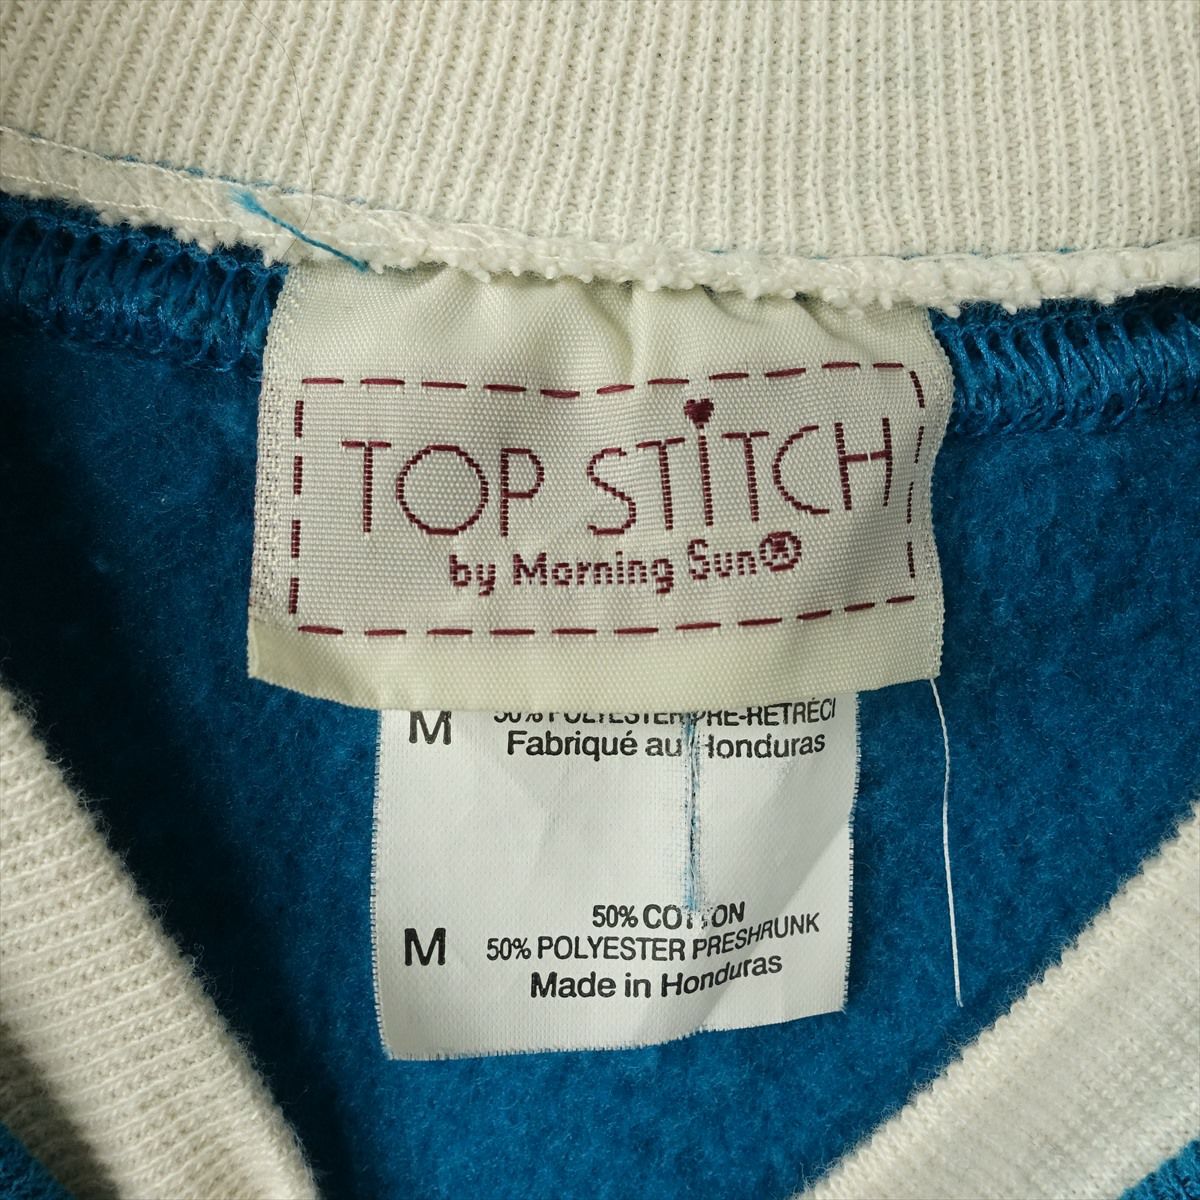 TOP STiTCH
by Morning Sun®
M 50% POLYESTER PRE-RETRÉCI
Fabriqué au Honduras
50% COTTON
M 50% POLYESTER PRESHRUNK
Made in Honduras